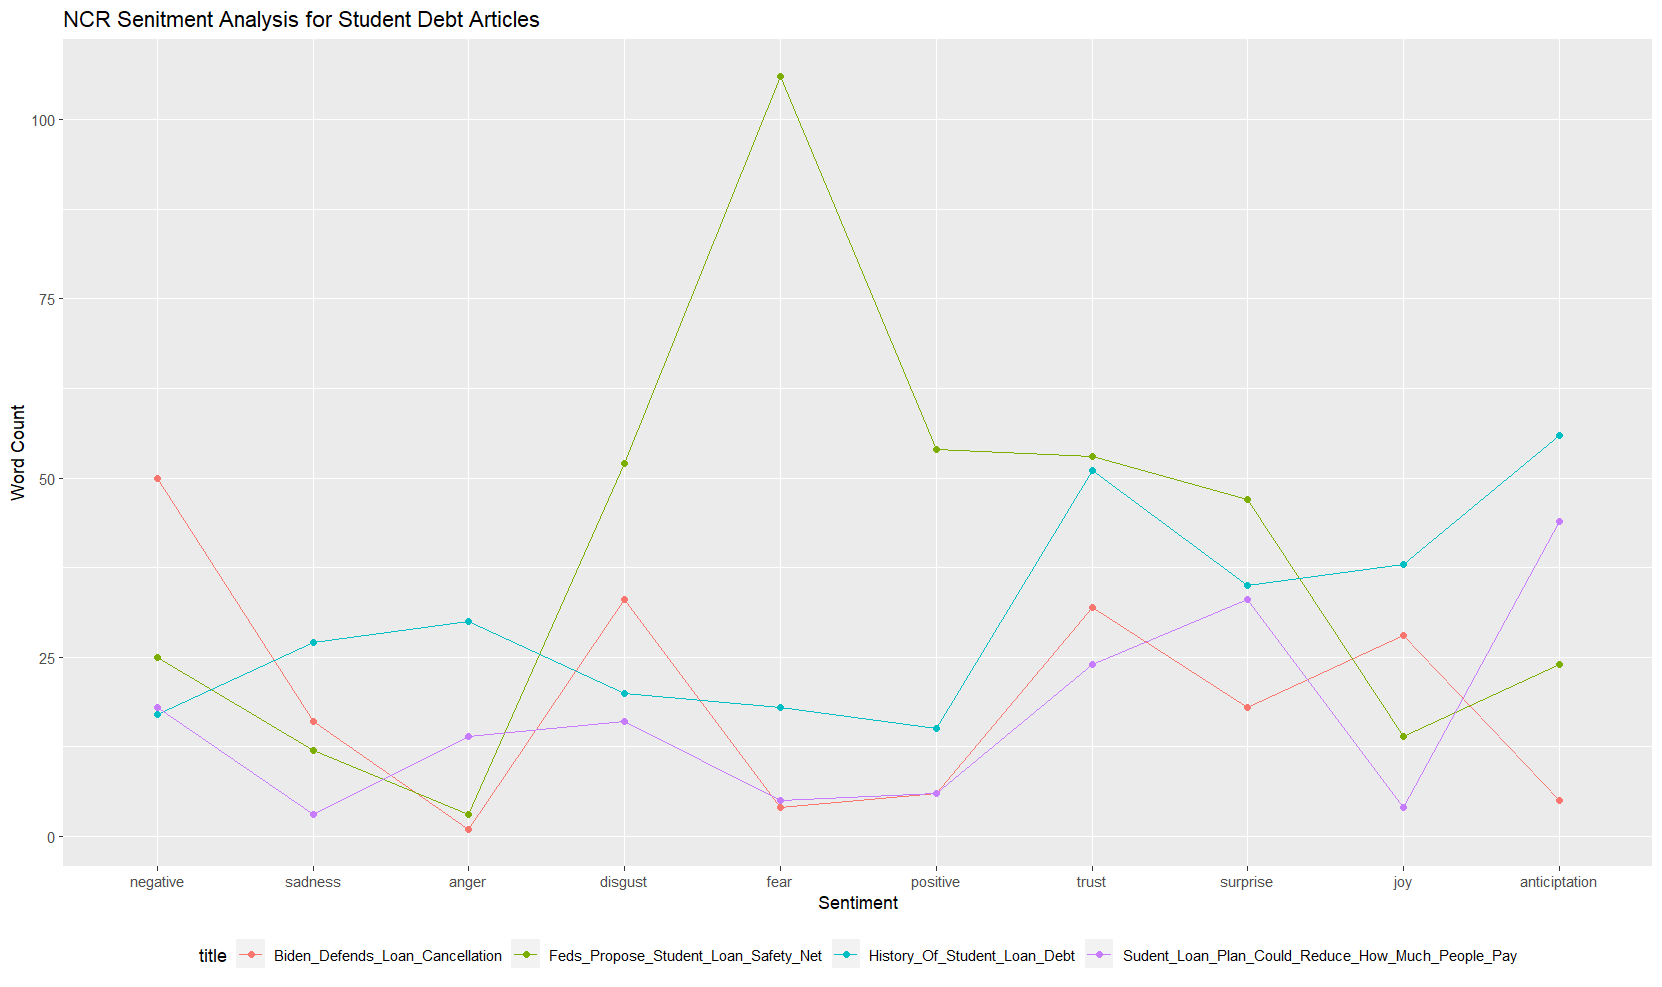 NCR Senitment Analysis for Student Debt Articles
Word Count
100
75
50
25
0
negative sadness anger disgust fear positive trust surprise joy anticiptation
Sentiment
title Biden_Defends_Loan_Cancellation Feds_Propose_Student_Loan_Safety_Net History_Of_Student_Loan_Debt Sudent_Loan_Plan_Could_Reduce_How_Much_People_Pay